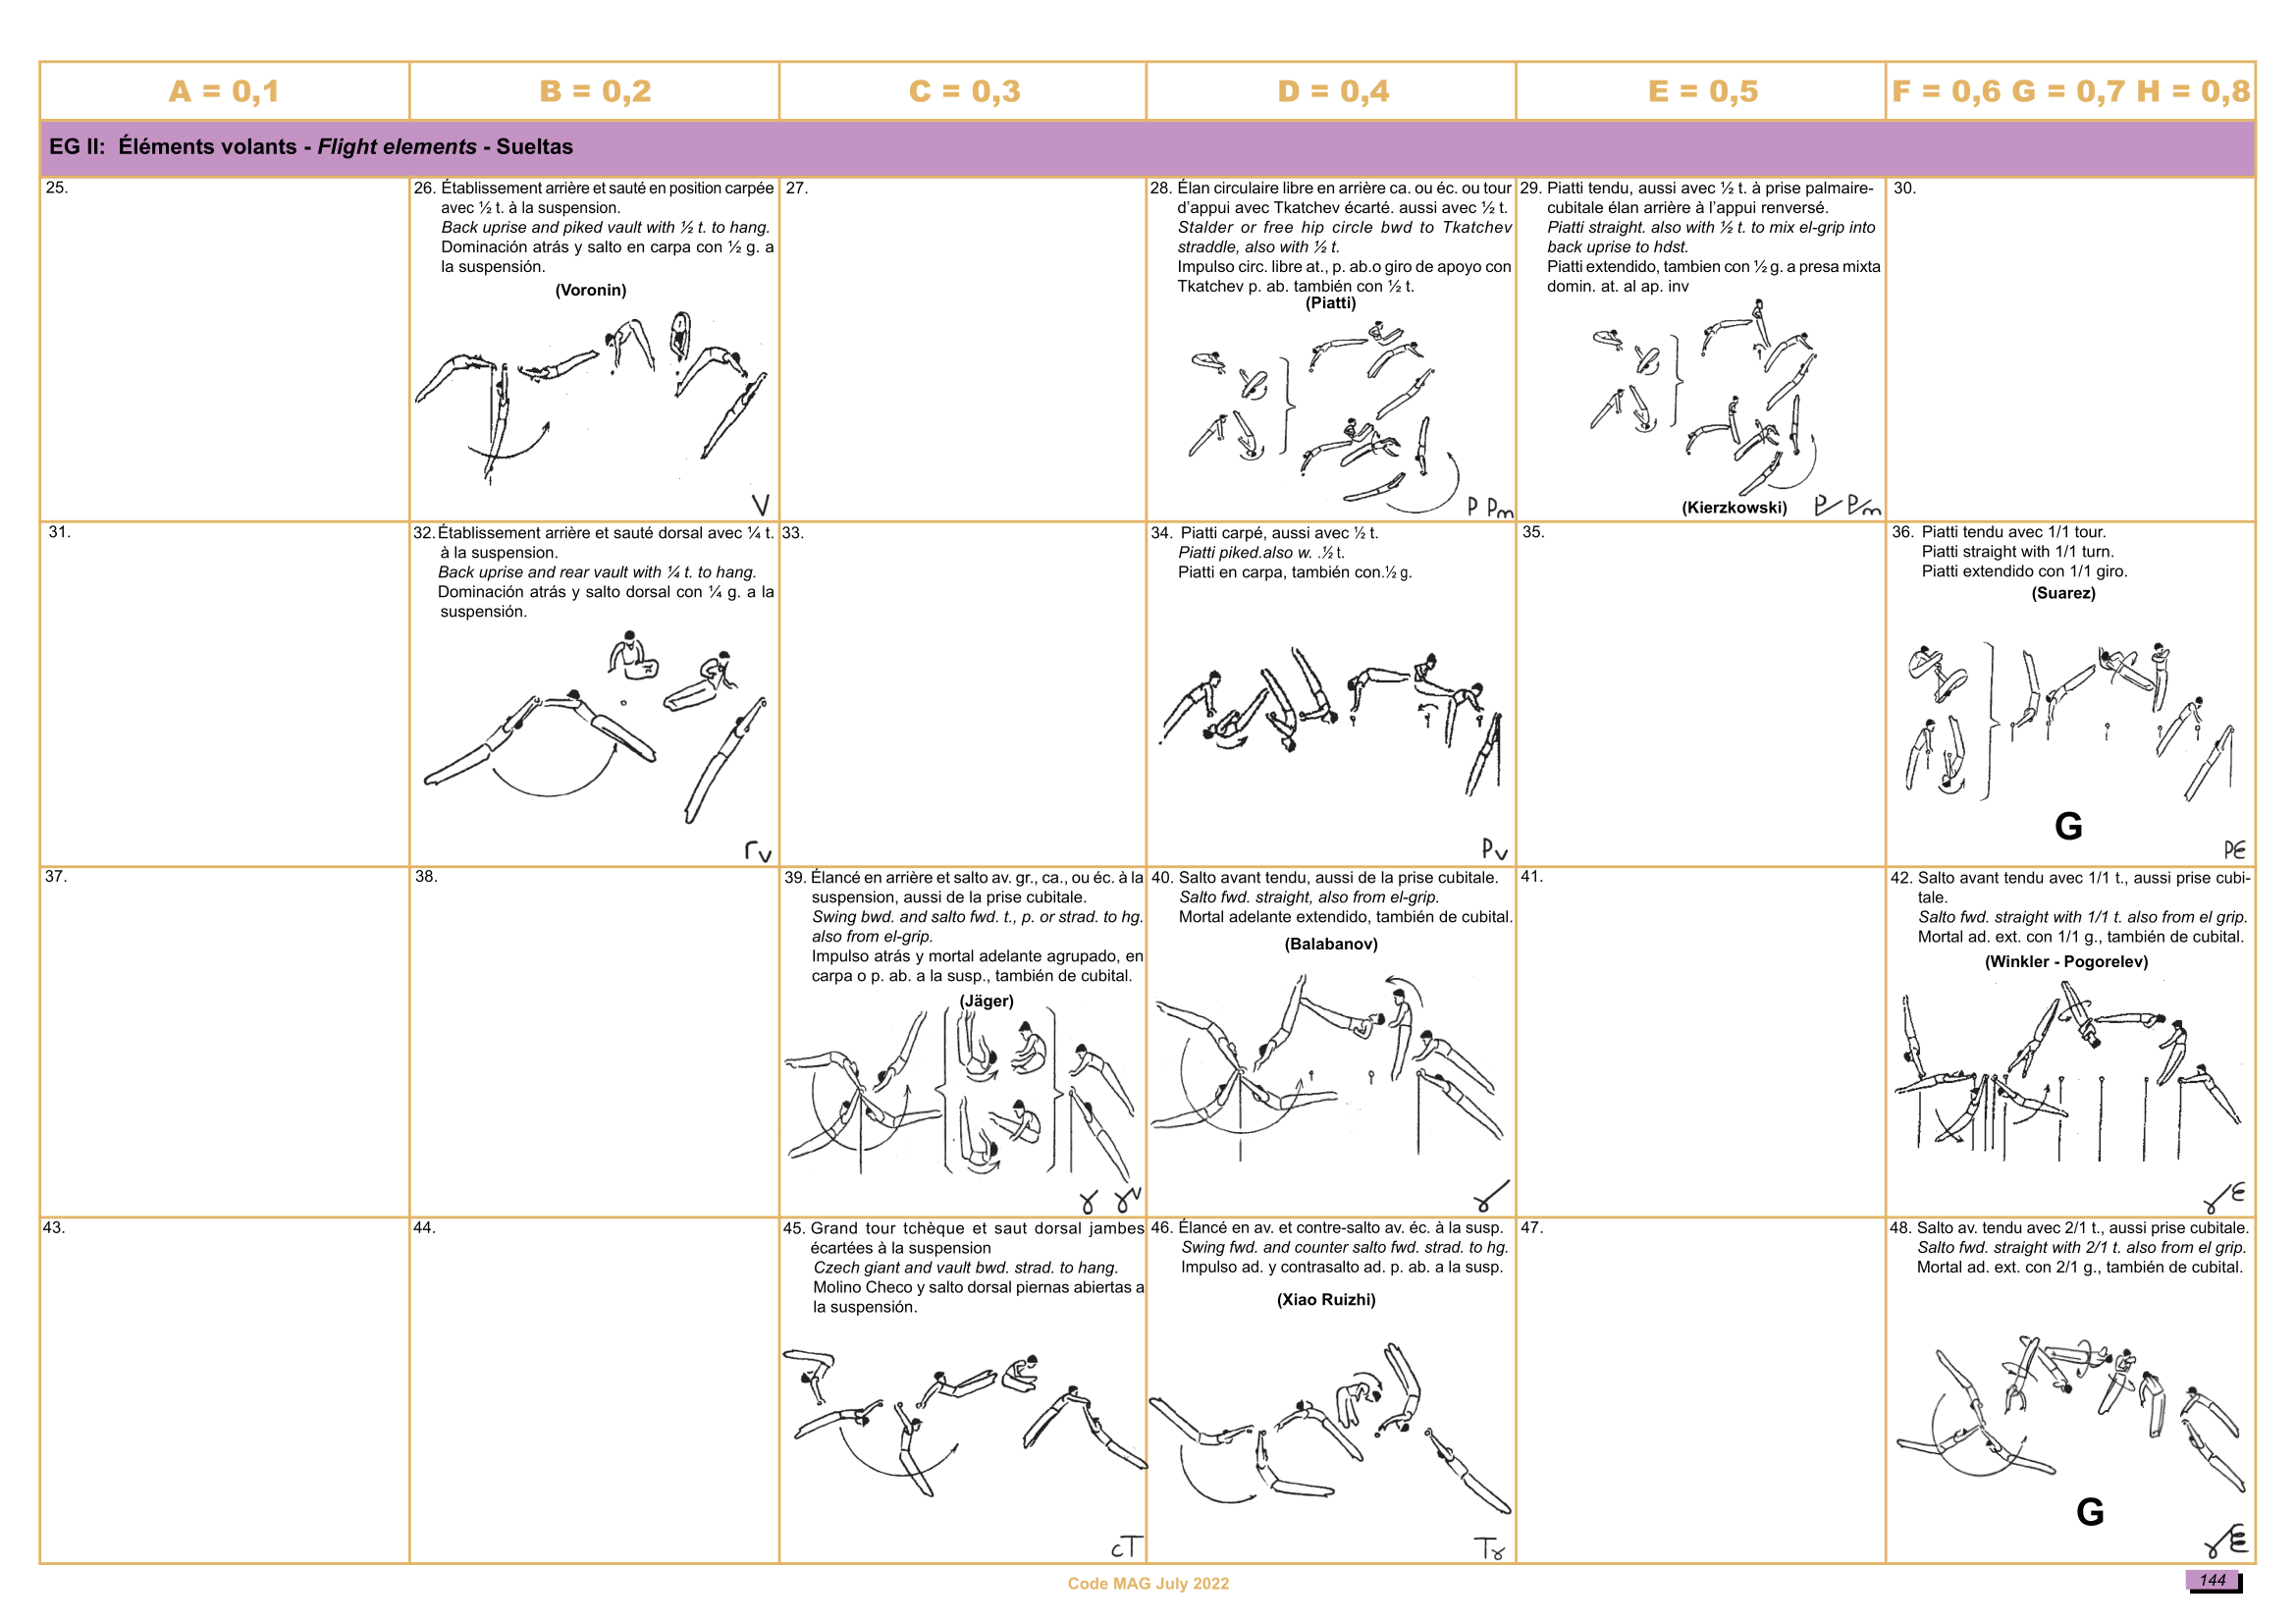 A = 0,1
B = 0,2
C = 0,3
D = 0,4
E = 0,5
F = 0,6 G = 0,7 H = 0,8
EG II: Éléments volants - Flight elements - Sueltas
25.
26. Établissement arrière et sauté en position carpée
avec ½ t. à la suspension.
Back uprise and piked vault with ½ t. to hang.
Dominación atrás y salto en carpa con ½ g. a
la suspensión.
(Voronin)
V
27.
28. Élan circulaire libre en arrière ca. ou éc. ou tour
d'appui avec Tkatchev écarté. aussi avec ½ t.
Stalder or free hip circle bwd to Tkatchev
straddle, also with ½ t.
Impulso circ. libre at., p. ab.o giro de apoyo con
Tkatchev p. ab. también con ½ t.
(Piatti)
P Pm
29. Piatti tendu, aussi avec ½ t. à prise palmaire-
cubitale élan arrière à l'appui renversé.
Piatti straight. also with ½ t. to mix el-grip into
back uprise to hdst.
Piatti extendido, tambien con ½ g. a presa mixta
domin. at. al ap. inv
(Kierzkowski)
30.
31.
32. Établissement arrière et sauté dorsal avec ¼ t.
à la suspension.
Back uprise and rear vault with ¼ t. to hang.
Dominación atrás y salto dorsal con ¼ g. a la
suspensión.
rv
33.
34. Piatti carpé, aussi avec ½ t.
Piatti piked.also w. .½ t.
Piatti en carpa, también con.½ g.
Pv
35.
36. Piatti tendu avec 1/1 tour.
Piatti straight with 1/1 turn.
Piatti extendido con 1/1 giro.
(Suarez)
G
PE
37.
38.
39. Élancé en arrière et salto av. gr., ca., ou éc. à la
suspension, aussi de la prise cubitale.
Swing bwd. and salto fwd. t., p. or strad. to hg.
also from el-grip.
Impulso atrás y mortal adelante agrupado, en
carpa o p. ab. a la susp., también de cubital.
(Jäger)
40. Salto avant tendu, aussi de la prise cubitale.
Salto fwd. straight, also from el-grip.
Mortal adelante extendido, también de cubital.
(Balabanov)
41.
42. Salto avant tendu avec 1/1 t., aussi prise cubi-
tale.
Salto fwd. straight with 1/1 t. also from el grip.
Mortal ad. ext. con 1/1 g., también de cubital.
(Winkler - Pogorelev)
43.
44.
45. Grand tour tchèque et saut dorsal jambes
écartées à la suspension
Czech giant and vault bwd. strad. to hang.
Molino Checo y salto dorsal piernas abiertas a
la suspensión.
cT
46. Élancé en av. et contre-salto av. éc. à la susp.
Swing fwd. and counter salto fwd. strad. to hg.
Impulso ad. y contrasalto ad. p. ab. a la susp.
(Xiao Ruizhi)
47.
48. Salto av. tendu avec 2/1 t., aussi prise cubitale.
Salto fwd. straight with 2/1 t. also from el grip.
Mortal ad. ext. con 2/1 g., también de cubital.
G
Code MAG July 2022
144